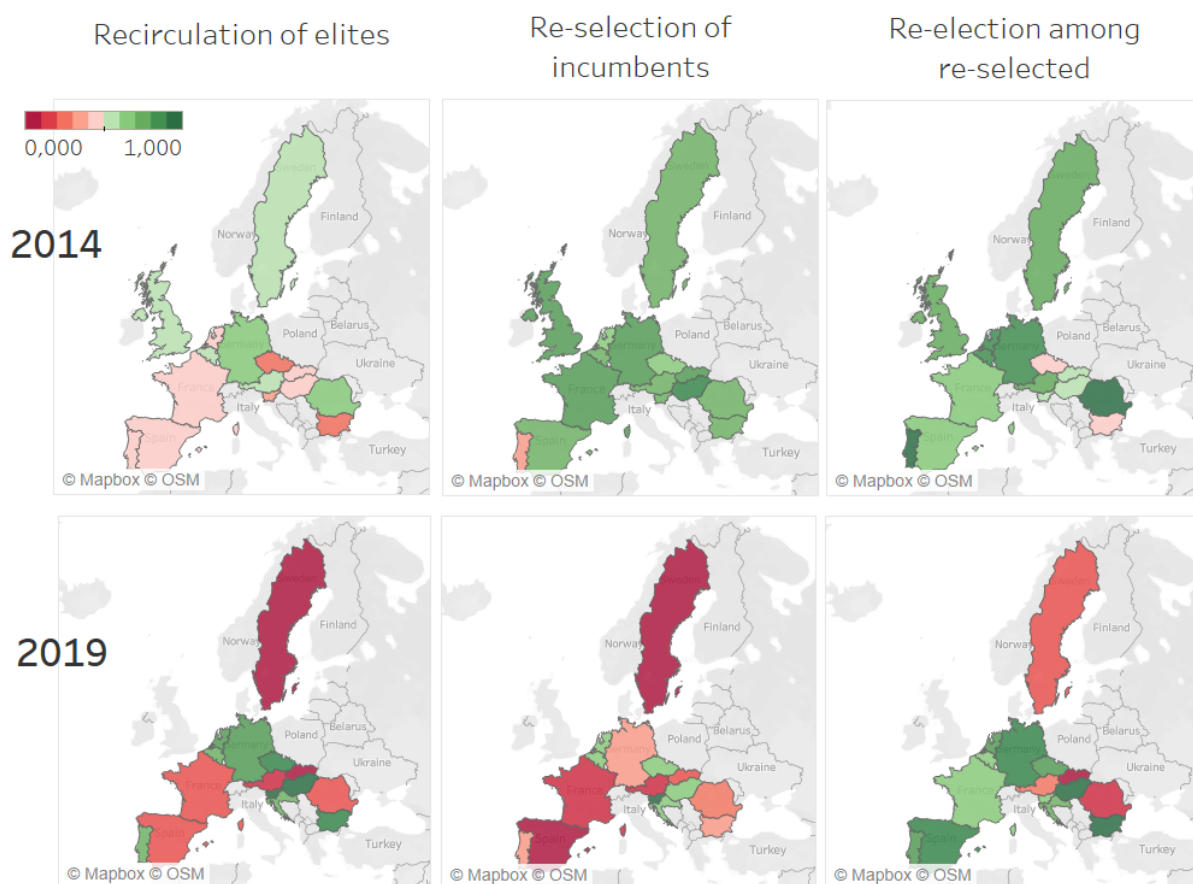 Recirculation of elites
Re-selection of
incumbents
Re-election among
re-selected
0,000 1,000
2014
Sweden
Finland
Norway
Poland
Belarus
Germany
Ukraine
France
Italy
Spain
Turkey
© Mapbox © OSM
Sweden
Finland
Norway
Poland
Belarus
Germany
Ukraine
France
Italy
Spain
Turkey
© Mapbox © OSM
Sweden
Finland
Norway
Poland
Belarus
Germany
Ukraine
France
Italy
Spain
Turkey
© Mapbox © OSM
2019
Sweden
Finland
Norway
Poland
Belarus
Germany
Ukraine
France
Italy
Spain
Turkey
© Mapbox © OSM
Sweden
Finland
Norway
Poland
Belarus
Germany
Ukraine
France
Italy
Spain
Turkey
© Mapbox © OSM
Sweden
Finland
Norway
Poland
Belarus
Germany
Ukraine
France
Italy
Spain
Turkey
© Mapbox © OSM